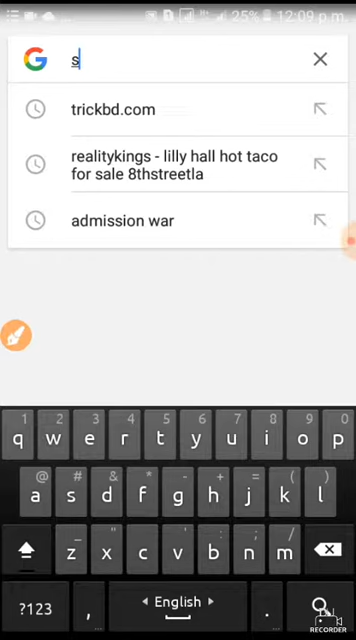 25% 12:09 p.m.
s
trickbd.com
realitykings - lilly hall hot taco
for sale 8thstreetla
admission war
1 2 3 4 5 6 7 8 9 0
q w e r t y u i o p
@ # & * - + = ( )
a s d f g h j k l
_ " ' : ; /
z x c v b n m
?123 , English .
RECORDER